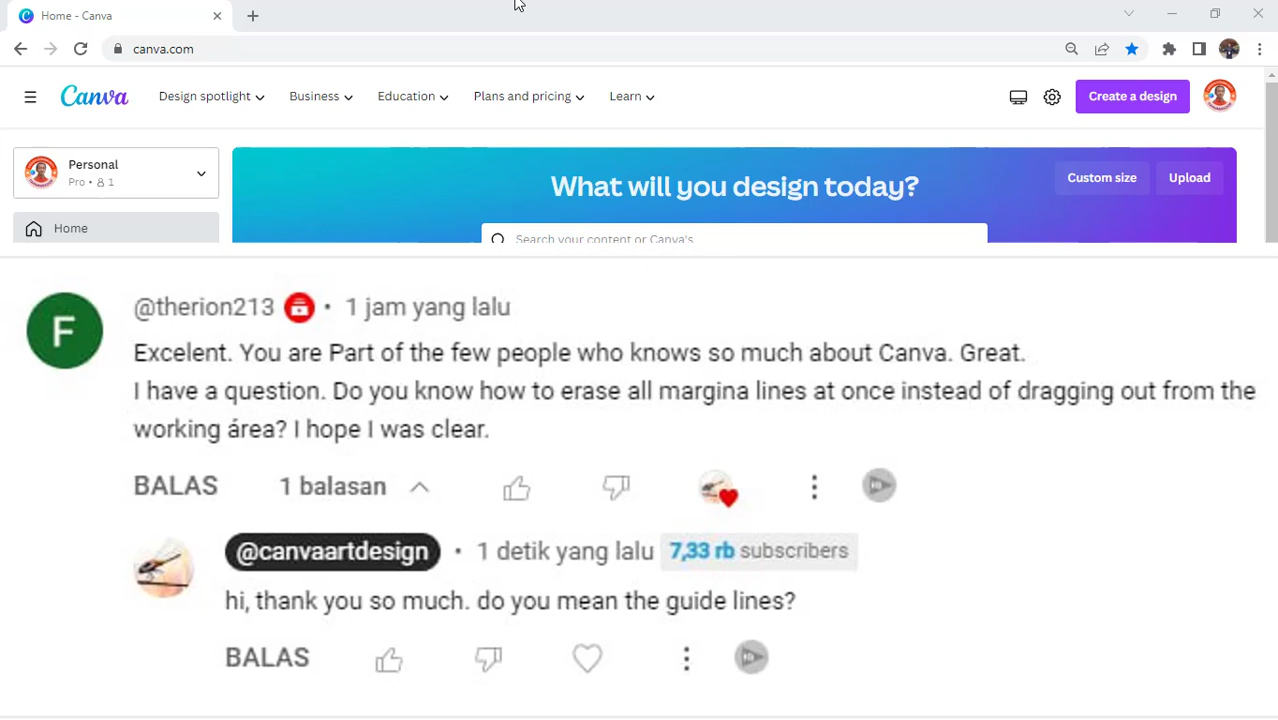 Home - Canva
canva.com
Canva
Design spotlight
Business
Education
Plans and pricing
Learn
Create a design
Personal
Pro • 1
What will you design today?
Custom size
Upload
Home
Search your content or Canva's
F
@therion213 • 1 jam yang lalu
Excelent. You are Part of the few people who knows so much about Canva. Great.
I have a question. Do you know how to erase all margina lines at once instead of dragging out from the
working área? I hope I was clear.
BALAS
1 balasan
@canvaartdesign • 1 detik yang lalu 7,33 rb subscribers
hi, thank you so much. do you mean the guide lines?
BALAS